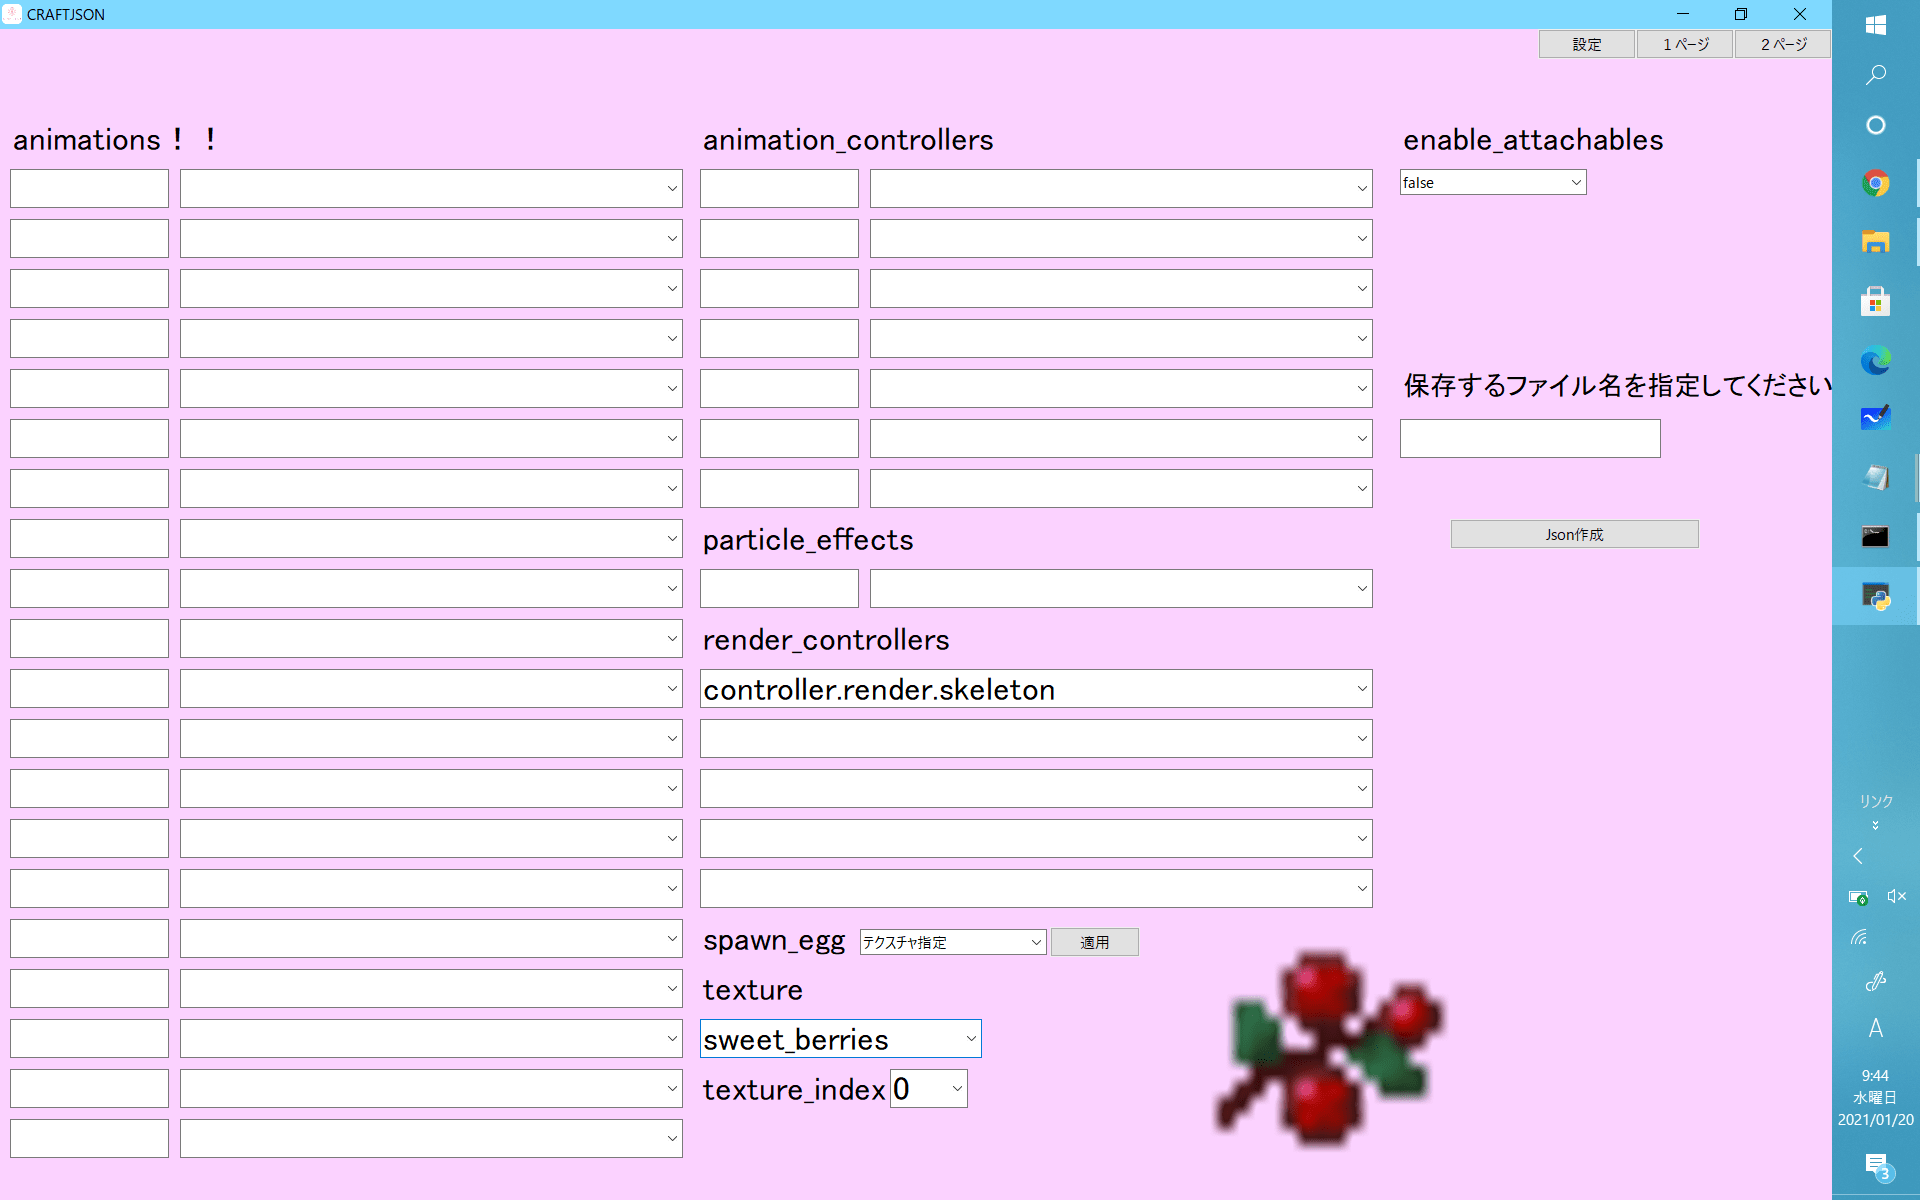 CRAFTJSON
設定
1 ページ
2 ページ
animations！！
animation_controllers
enable_attachables
false
保存するファイル名を指定してください
Json作成
particle_effects
render_controllers
controller.render.skeleton
spawn_egg
テクスチャ指定
適用
texture
sweet_berries
texture_index
0
リンク
A
9:44
水曜日
2021/01/20
3